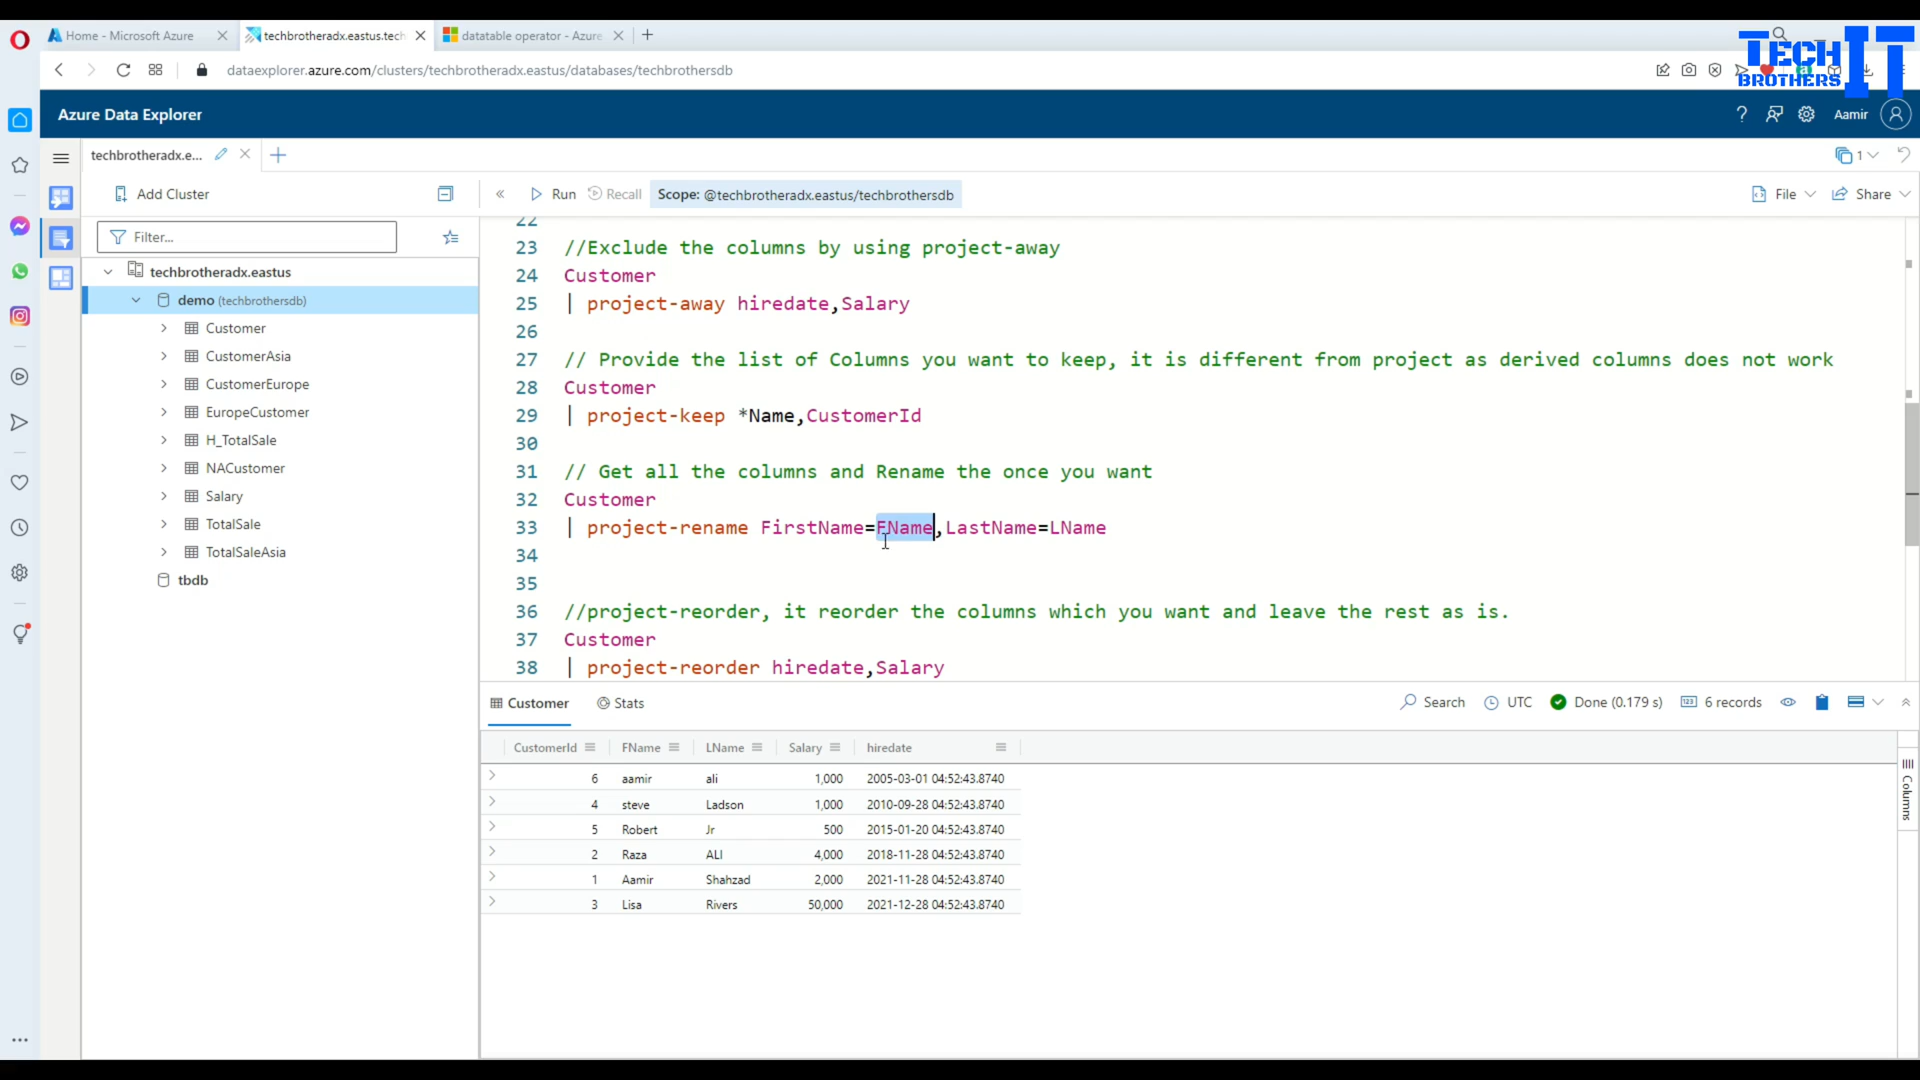 Home - Microsoft Azure
techbrotheradx.eastus.tech
datatable operator - Azure
TECH IT
BROTHERS
dataexplorer.azure.com/clusters/techbrotheradx.eastus/databases/techbrothersdb
Azure Data Explorer
Aamir
techbrotheradx.e...
1
Add Cluster
Run
Recall
Scope: @techbrotheradx.eastus/techbrothersdb
File
Share
Filter...
techbrotheradx.eastus
demo (techbrothersdb)
Customer
CustomerAsia
CustomerEurope
EuropeCustomer
H_TotalSale
NACustomer
Salary
TotalSale
TotalSaleAsia
tbdb
22
23 //Exclude the columns by using project-away
24 Customer
25 | project-away hiredate,Salary
26
27 // Provide the list of Columns you want to keep, it is different from project as derived columns does not work
28 Customer
29 | project-keep *Name,CustomerId
30
31 // Get all the columns and Rename the once you want
32 Customer
33 | project-rename FirstName=FName,LastName=LName
34
35
36 //project-reorder, it reorder the columns which you want and leave the rest as is.
37 Customer
38 | project-reorder hiredate,Salary
Customer
Stats
Search
UTC
Done (0.179 s)
6 records
CustomerId FName LName Salary hiredate
6 aamir ali 1,000 2005-03-01 04:52:43.8740
4 steve Ladson 1,000 2010-09-28 04:52:43.8740
5 Robert Jr 500 2015-01-20 04:52:43.8740
2 Raza ALI 4,000 2018-11-28 04:52:43.8740
1 Aamir Shahzad 2,000 2021-11-28 04:52:43.8740
3 Lisa Rivers 50,000 2021-12-28 04:52:43.8740
Columns